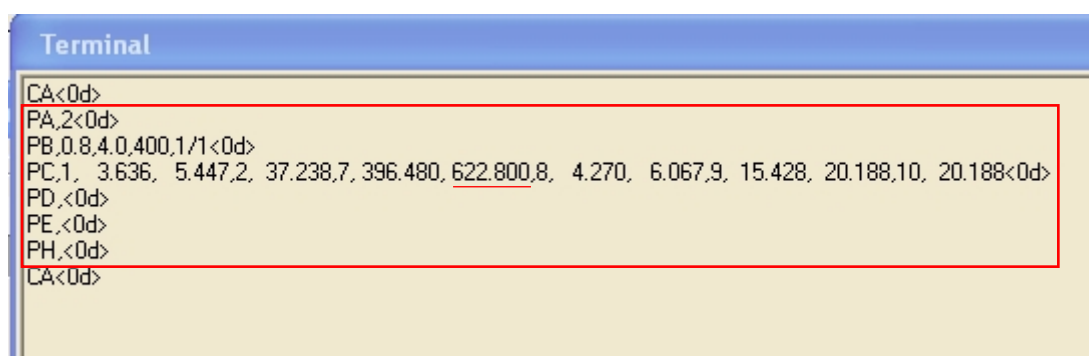 Terminal
CA<0d>
PA,2<0d>
PB,0.8,4.0,400,1/1<0d>
PC,1,  3.636,  5.447,2,  37.238,7, 396.480, 622.800,8,   4.270,   6.067,9,  15.428,  20.188,10,  20.188<0d>
PD,<0d>
PE,<0d>
PH,<0d>
CA<0d>